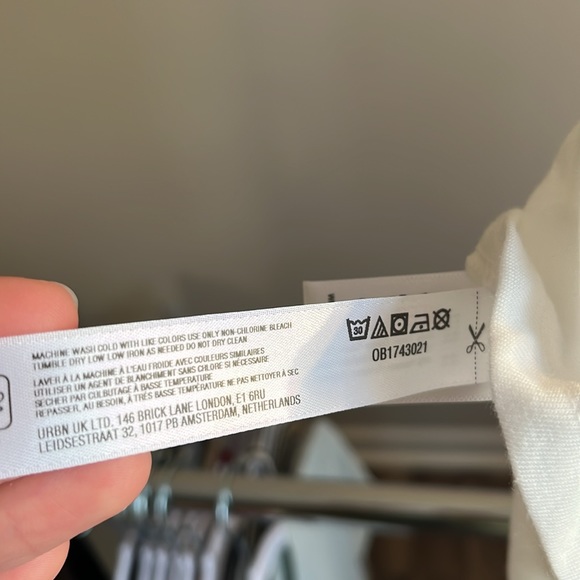 MACHINE WASH COLD WITH LIKE COLORS USE ONLY NON-CHLORINE BLEACH
TUMBLE DRY LOW LOW IRON AS NEEDED DO NOT DRY CLEAN
LAVER À LA MACHINE À L'EAU FROIDE AVEC COULEURS SIMILAIRES
UTILISER UN AGENT DE BLANCHIMENT SANS CHLORE SI NÉCESSAIRE
SÉCHER PAR CULBUTAGE À BASSE TEMPÉRATURE
REPASSER, AU BESOIN, À TRÈS BASSE TEMPÉRATURE NE PAS NETTOYER À SEC
URBN UK LTD. 146 BRICK LANE LONDON, E1 6RU
LEIDSESTRAAT 32, 1017 PB AMSTERDAM, NETHERLANDS
30
OB1743021